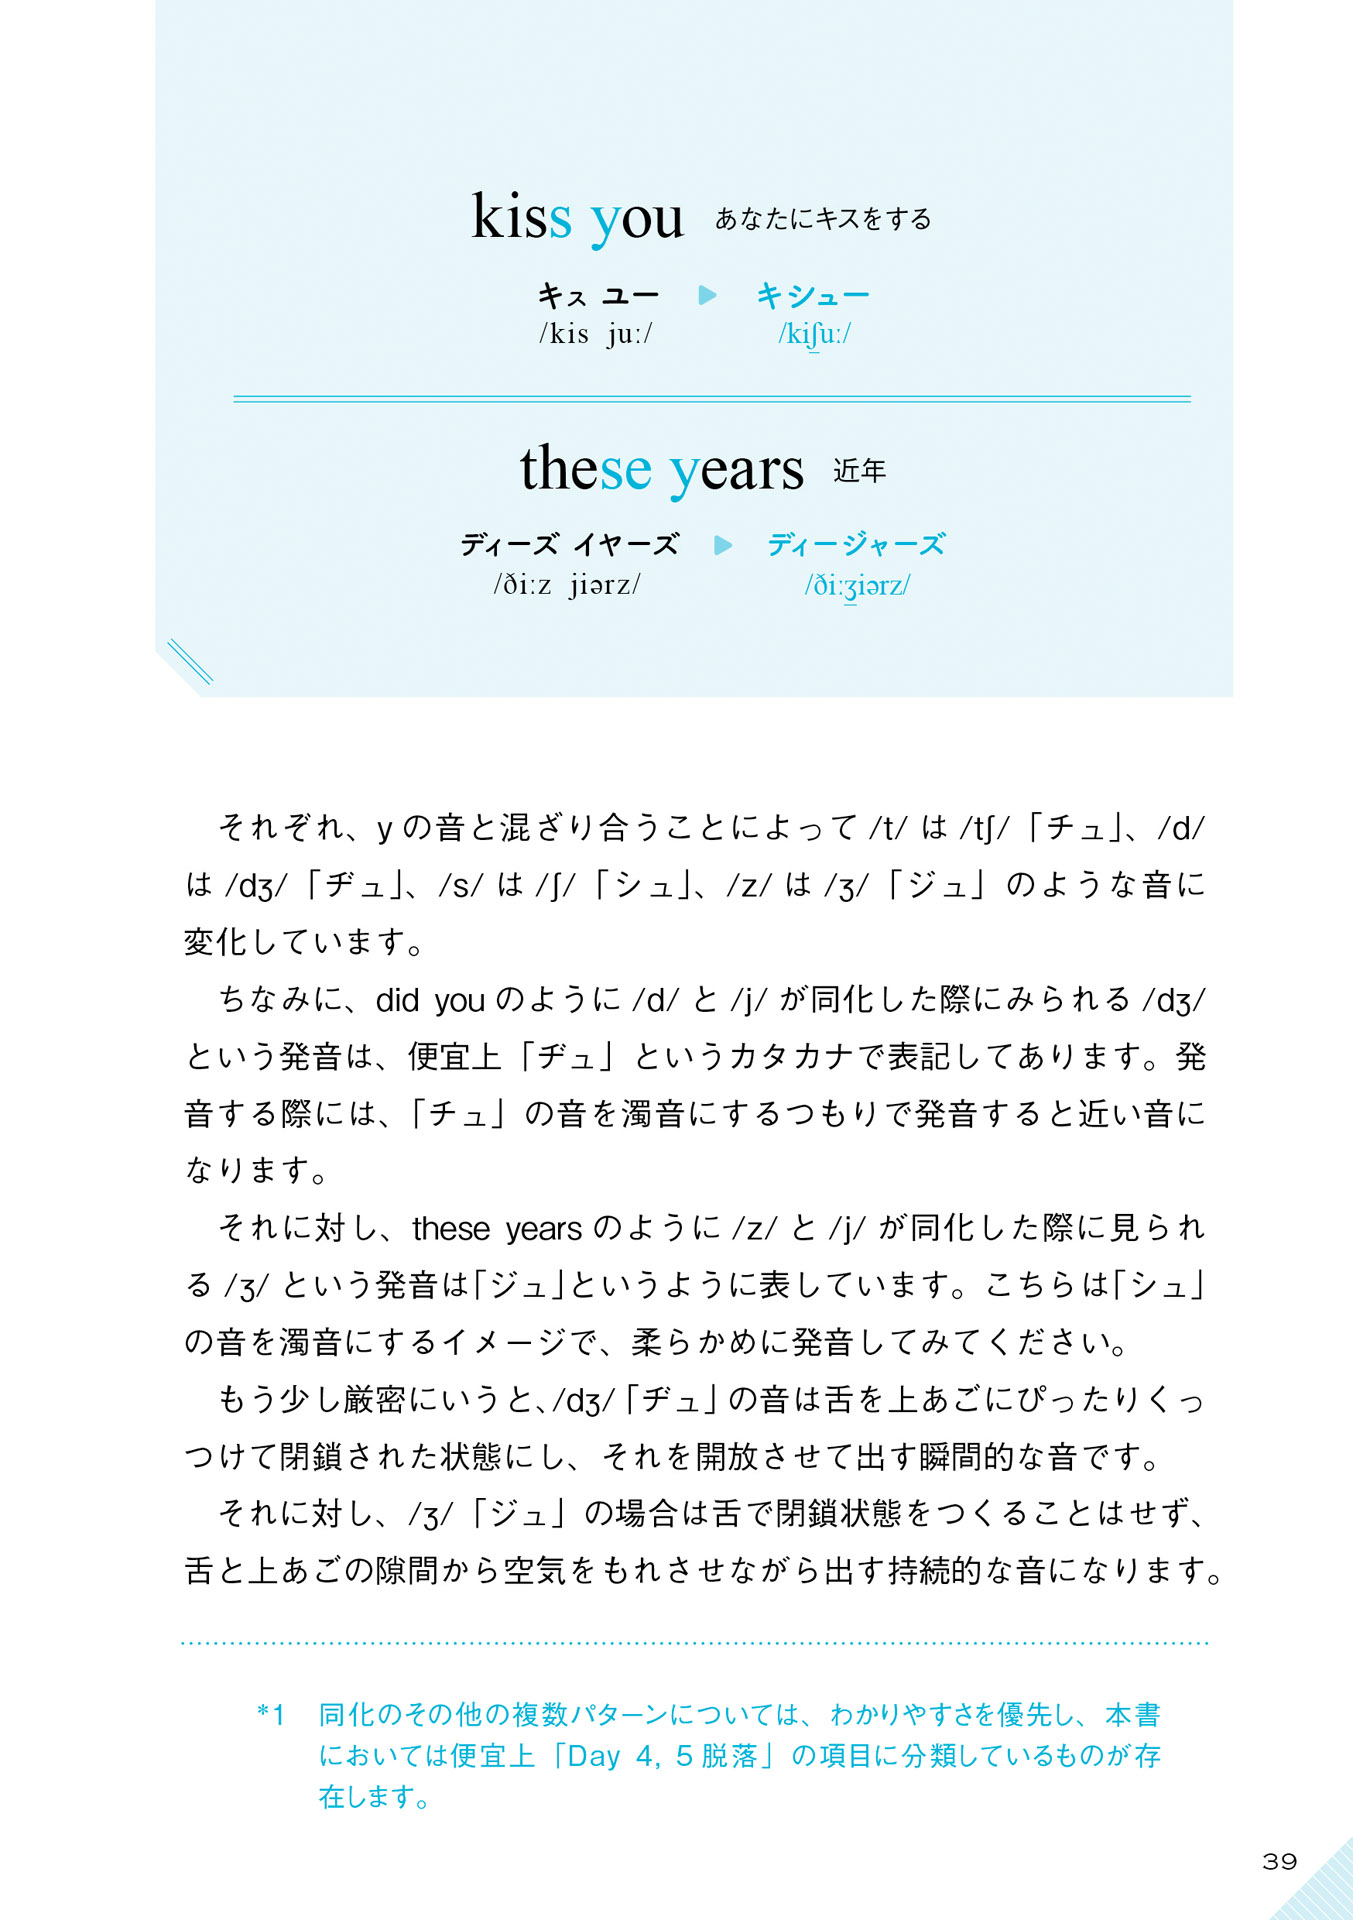 kiss you あなたにキスをする
キス ユー ▶ キシュー
/kis juː/ /kiʃuː/
these years 近年
ディーズ イヤーズ ▶ ディージャーズ
/ðiːz jiərz/ /ðiːʒiərz/
それぞれ、y の音と混ざり合うことによって /t/ は /tʃ/「チュ」、/d/
は /dʒ/「ヂュ」、/s/ は /ʃ/「シュ」、/z/ は /ʒ/「ジュ」のような音に
変化しています。
ちなみに、did you のように /d/ と /j/ が同化した際にみられる /dʒ/
という発音は、便宜上「ヂュ」というカタカナで表記してあります。発
音する際には、「チュ」の音を濁音にするつもりで発音すると近い音に
なります。
それに対し、these years のように /z/ と /j/ が同化した際に見られ
る /ʒ/ という発音は「ジュ」というように表しています。こちらは「シュ」
の音を濁音にするイメージで、柔らかめに発音してみてください。
もう少し厳密にいうと、/dʒ/「ヂュ」の音は舌を上あごにぴったりくっ
つけて閉鎖された状態にし、それを開放させて出す瞬間的な音です。
それに対し、/ʒ/「ジュ」の場合は舌で閉鎖状態をつくることはせず、
舌と上あごの隙間から空気をもれさせながら出す持続的な音になります。
*1 同化のその他の複数パターンについては、わかりやすさを優先し、本書
においては便宜上「Day 4, 5 脱落」の項目に分類しているものが存
在します。
39